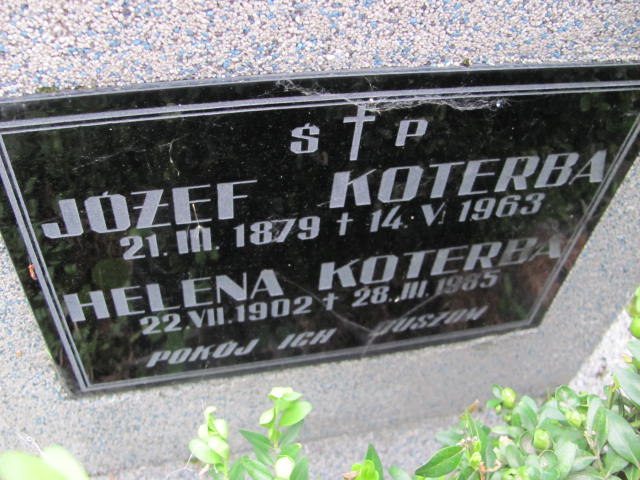 Ś † P
JÓZEF KOTERBA
21. III. 1879 † 14. V. 1963
HELENA KOTERBA
22. VII. 1902 † 28. III. 1985
POKÓJ ICH DUSZOM